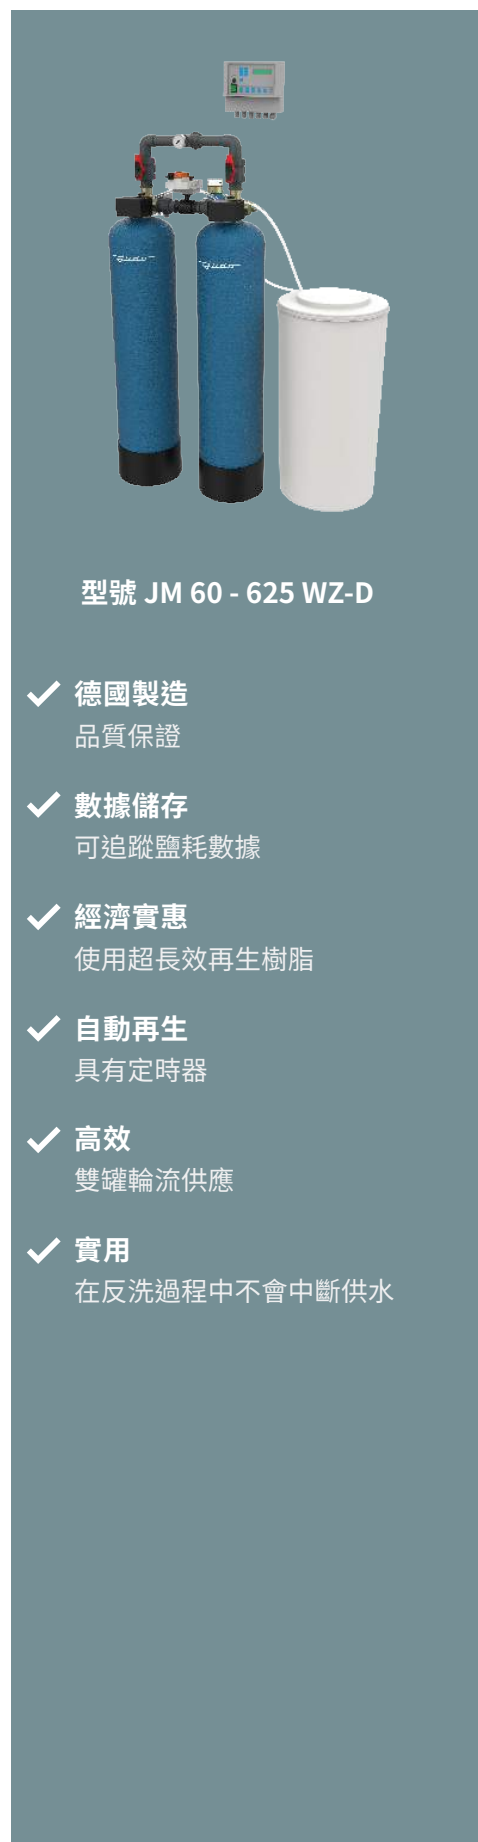 Judo
Judo
型號 JM 60 - 625 WZ-D
德國製造
品質保證
數據儲存
可追蹤鹽耗數據
經濟實惠
使用超長效再生樹脂
自動再生
具有定時器
高效
雙罐輪流供應
實用
在反洗過程中不會中斷供水